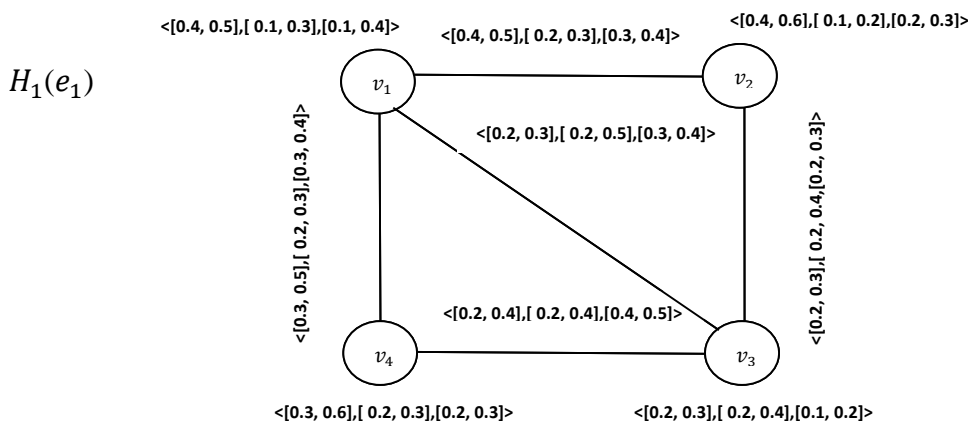 <[0.4, 0.5],[ 0.1, 0.3],[0.1, 0.4]>
<[0.4, 0.5],[ 0.2, 0.3],[0.3, 0.4]>
<[0.4, 0.6],[ 0.1, 0.2],[0.2, 0.3]>
H₁(e₁)
v₁
v₂
<[0.2, 0.3],[ 0.2, 0.5],[0.3, 0.4]>
<[0.3, 0.5],[ 0.2, 0.3],[0.3, 0.4]>
<[0.2, 0.3],[ 0.2, 0.4,[0.2, 0.3]>
<[0.2, 0.4],[ 0.2, 0.4],[0.4, 0.5]>
v₄
v₃
<[0.3, 0.6],[ 0.2, 0.3],[0.2, 0.3]>
<[0.2, 0.3],[ 0.2, 0.4],[0.1, 0.2]>